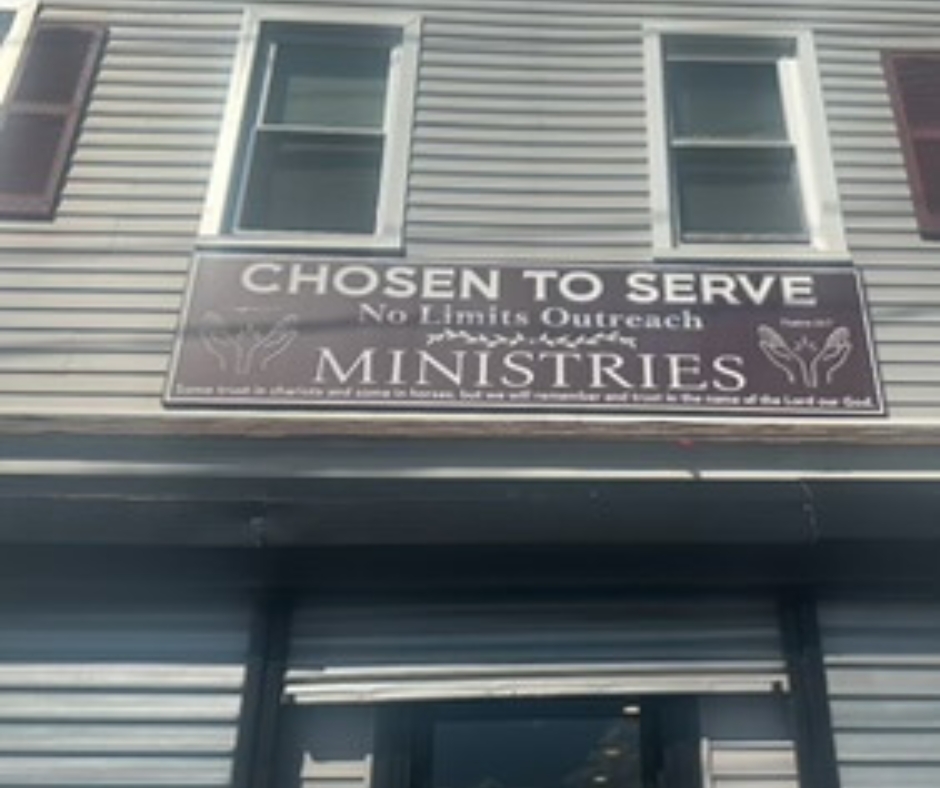 CHOSEN TO SERVE
No Limits Outreach
MINISTRIES
Some trust in chariots and some in horses, but we will remember and trust in the name of the Lord our God.